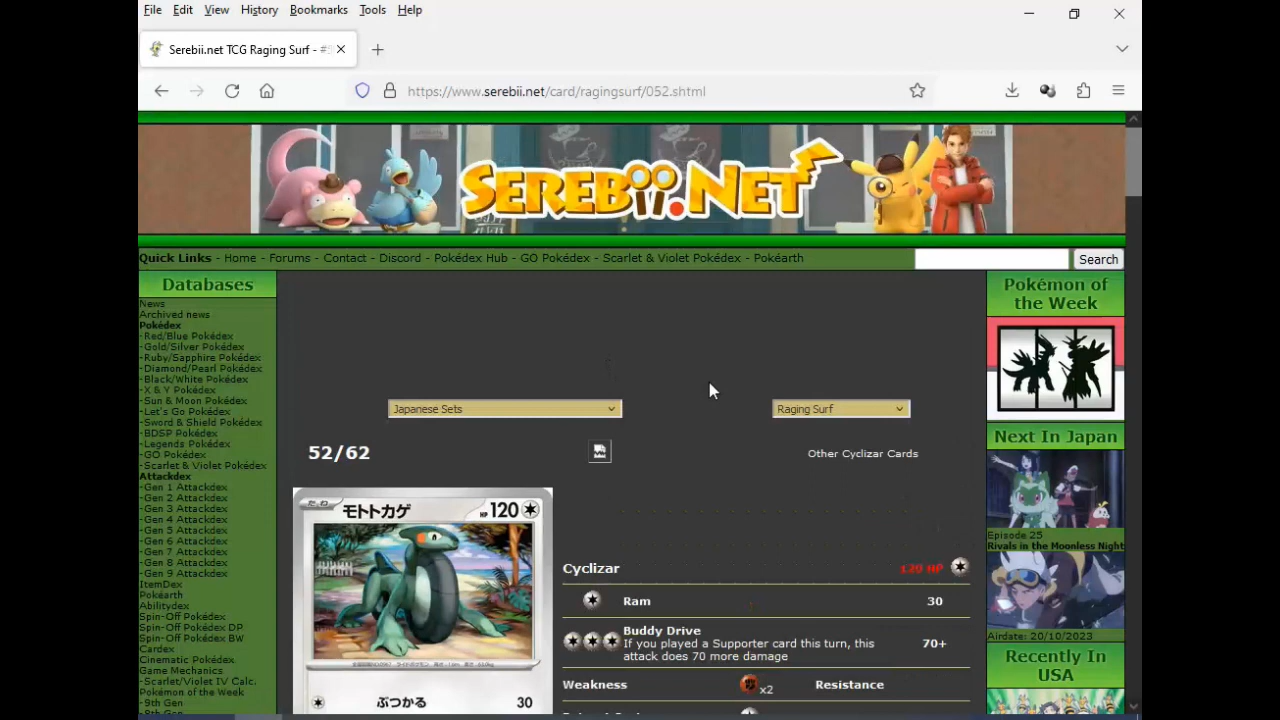 File Edit View History Bookmarks Tools Help
Serebii.net TCG Raging Surf - #
https://www.serebii.net/card/ragingsurf/052.shtml
SEREBII.NET
Quick Links - Home - Forums - Contact - Discord - Pokédex Hub - GO Pokédex - Scarlet & Violet Pokédex - Pokéarth
Search
Databases
News
Archived news
Pokédex
-Red/Blue Pokédex
-Gold/Silver Pokédex
-Ruby/Sapphire Pokédex
-Diamond/Pearl Pokédex
-Black/White Pokédex
-X & Y Pokédex
-Sun & Moon Pokédex
-Let's Go Pokédex
-Sword & Shield Pokédex
-BDSP Pokédex
-Legends Pokédex
-GO Pokédex
-Scarlet & Violet Pokédex
Attackdex
-Gen 1 Attackdex
-Gen 2 Attackdex
-Gen 3 Attackdex
-Gen 4 Attackdex
-Gen 5 Attackdex
-Gen 6 Attackdex
-Gen 7 Attackdex
-Gen 8 Attackdex
-Gen 9 Attackdex
ItemDex
Pokéarth
Abilitydex
Spin-Off Pokédex
Spin-Off Pokédex DP
Spin-Off Pokédex BW
Cardex
Cinematic Pokédex
Game Mechanics
-Scarlet/Violet IV Calc.
Pokémon of the Week
-9th Gen
Japanese Sets
Raging Surf
52/62
Other Cyclizar Cards
たね モトトカゲ HP 120
ぶつかる 30
Cyclizar 120 HP
Ram 30
Buddy Drive
If you played a Supporter card this turn, this
attack does 70 more damage
70+
Weakness x2 Resistance
Pokémon of
the Week
Next In Japan
Episode 25
Rivals in the Moonless Night
Airdate: 20/10/2023
Recently In
USA